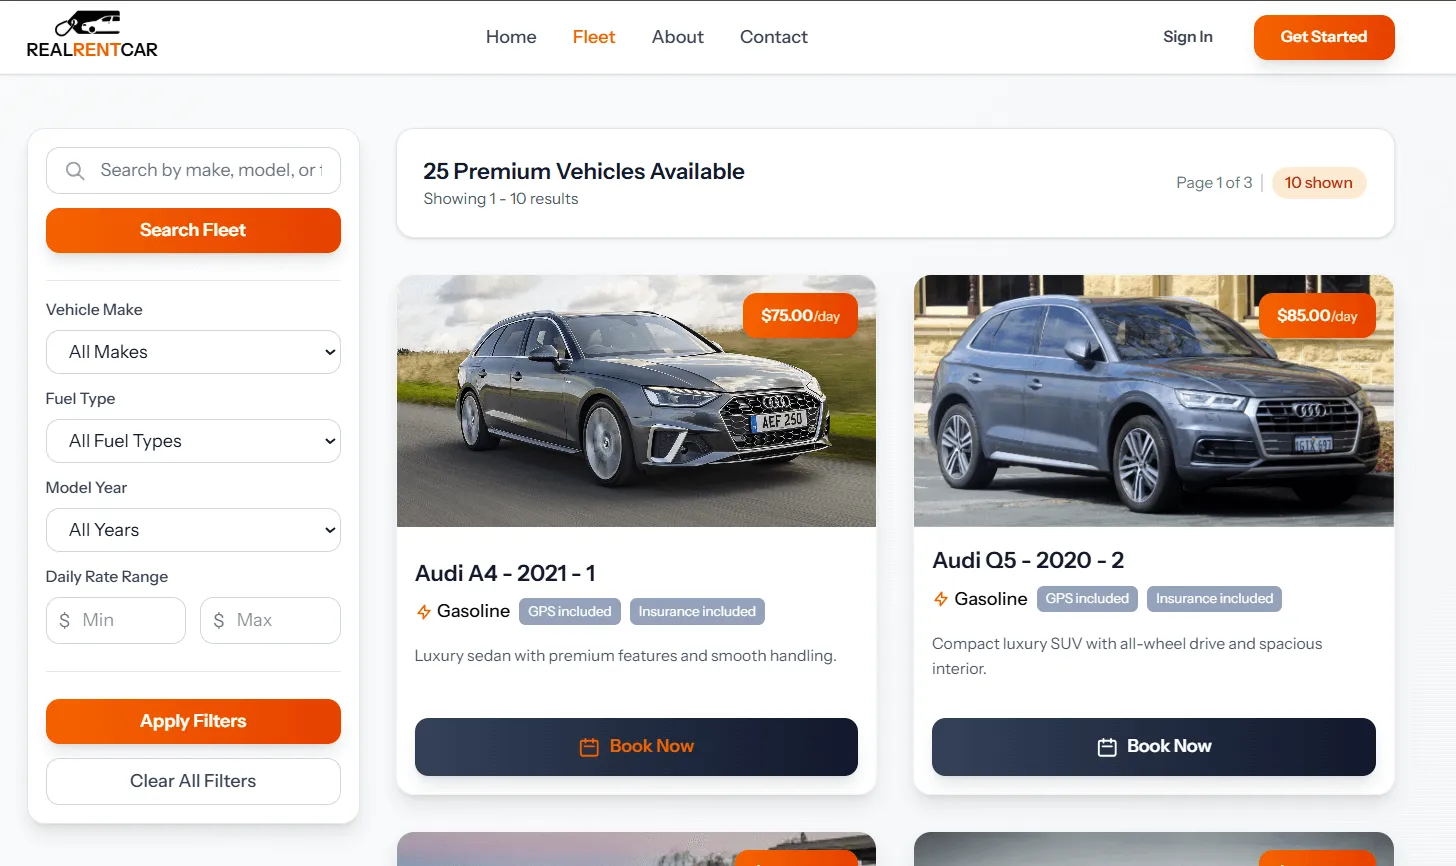 REALRENTCAR
Home
Fleet
About
Contact
Sign In
Get Started
Search by make, model, or
Search Fleet
Vehicle Make
All Makes
Fuel Type
All Fuel Types
Model Year
All Years
Daily Rate Range
$ Min
$ Max
Apply Filters
Clear All Filters
25 Premium Vehicles Available
Showing 1 - 10 results
Page 1 of 3 | 10 shown
$75.00/day
AEF 250
Audi A4 - 2021 - 1
Gasoline GPS included Insurance included
Luxury sedan with premium features and smooth handling.
Book Now
$85.00/day
Audi Q5 - 2020 - 2
Gasoline GPS included Insurance included
Compact luxury SUV with all-wheel drive and spacious
interior.
Book Now